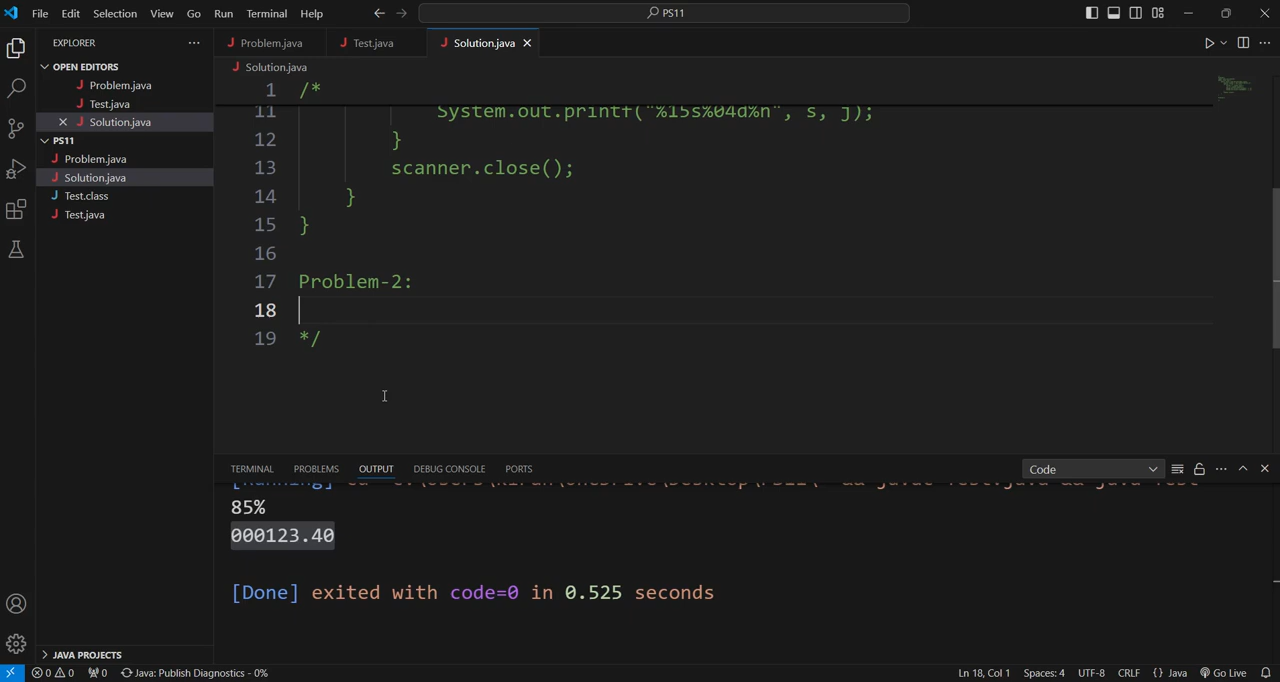 File Edit Selection View Go Run Terminal Help
PS11
EXPLORER
OPEN EDITORS
Problem.java
Test.java
Solution.java
PS11
Problem.java
Solution.java
Test.class
Test.java
JAVA PROJECTS
Problem.java Test.java Solution.java
Solution.java
1 /*
11 System.out.printf("%15s%04d%n", s, j);
12 }
13 scanner.close();
14 }
15 }
16
17 Problem-2:
18
19 */
TERMINAL PROBLEMS OUTPUT DEBUG CONSOLE PORTS
Code
85%
000123.40
[Done] exited with code=0 in 0.525 seconds
0 0 0 Java: Publish Diagnostics - 0%
Ln 18, Col 1 Spaces: 4 UTF-8 CRLF {} Java Go Live